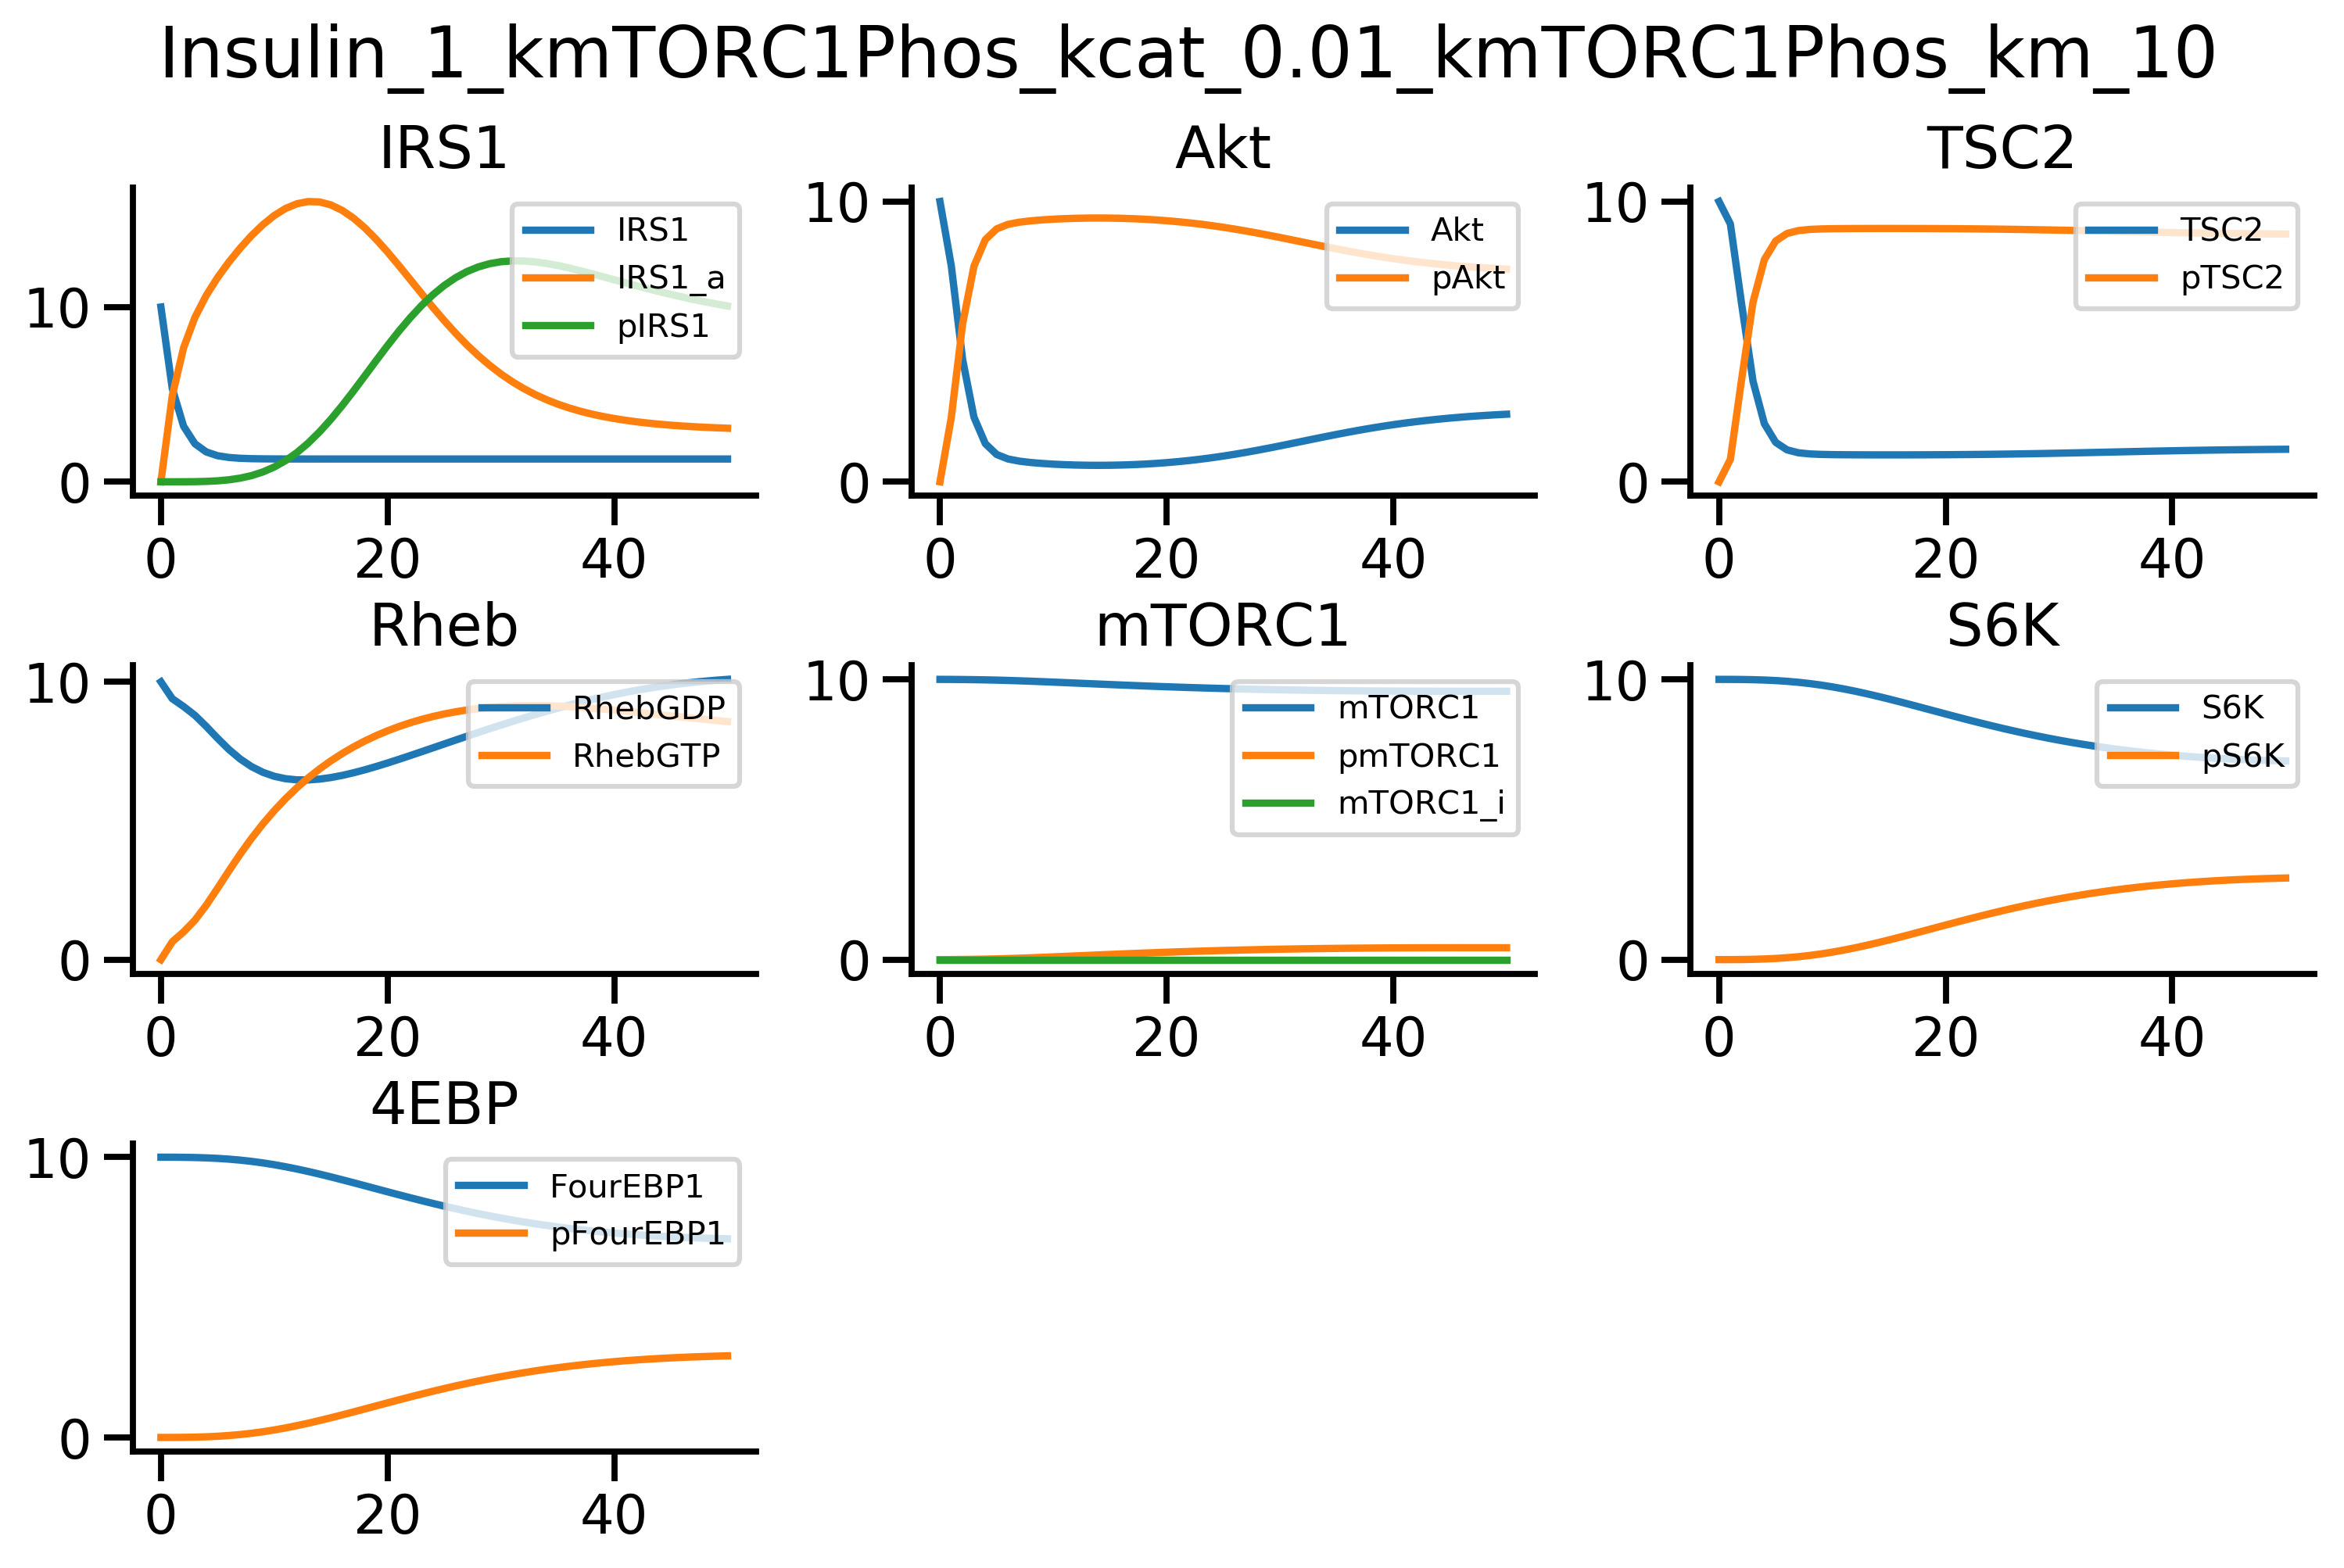 Insulin_1_kmTORC1Phos_kcat_0.01_kmTORC1Phos_km_10
IRS1
10
0
0 20 40
IRS1
IRS1_a
pIRS1
Akt
10
0
0 20 40
Akt
pAkt
TSC2
10
0
0 20 40
TSC2
pTSC2
Rheb
10
0
0 20 40
RhebGDP
RhebGTP
mTORC1
10
0
0 20 40
mTORC1
pmTORC1
mTORC1_i
S6K
10
0
0 20 40
S6K
pS6K
4EBP
10
0
0 20 40
FourEBP1
pFourEBP1